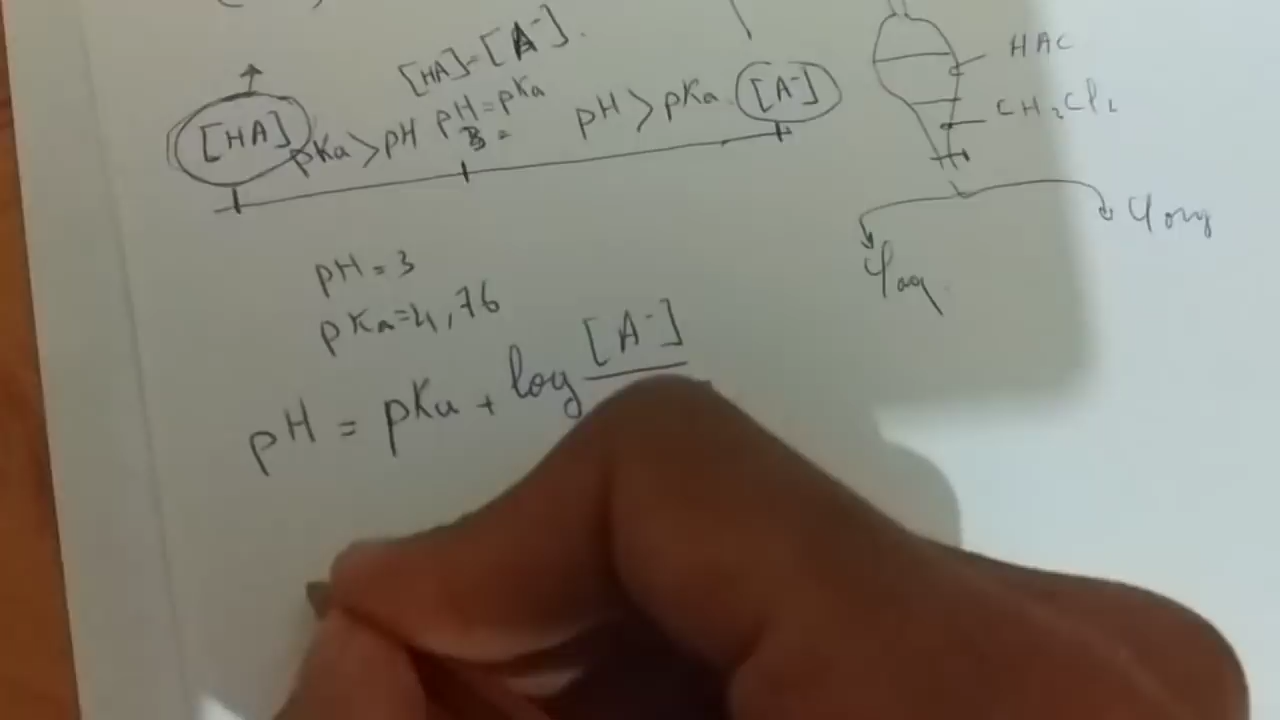 [HA] = [A⁻].
HAC
[HA] pKa > pH pH = pKa pH > pKa [A⁻]
CH₂Cl₂
φorg
φaq
pH = 3
pKa = 4,76
pH = pKa + log [A⁻]